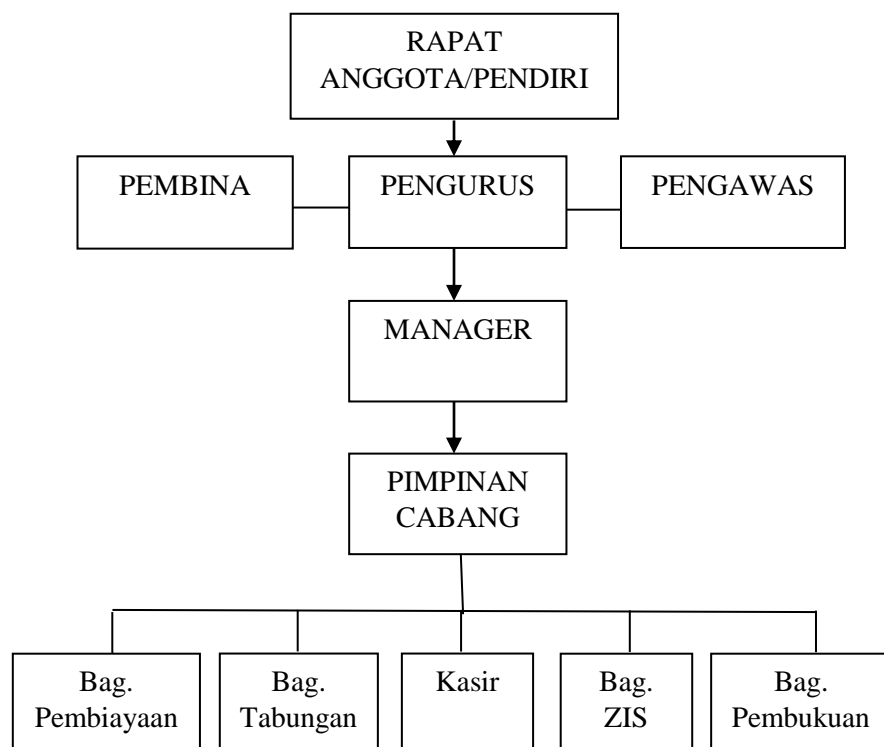 RAPAT
ANGGOTA/PENDIRI
PEMBINA
PENGURUS
PENGAWAS
MANAGER
PIMPINAN
CABANG
Bag.
Pembiayaan
Bag.
Tabungan
Kasir
Bag.
ZIS
Bag.
Pembukuan